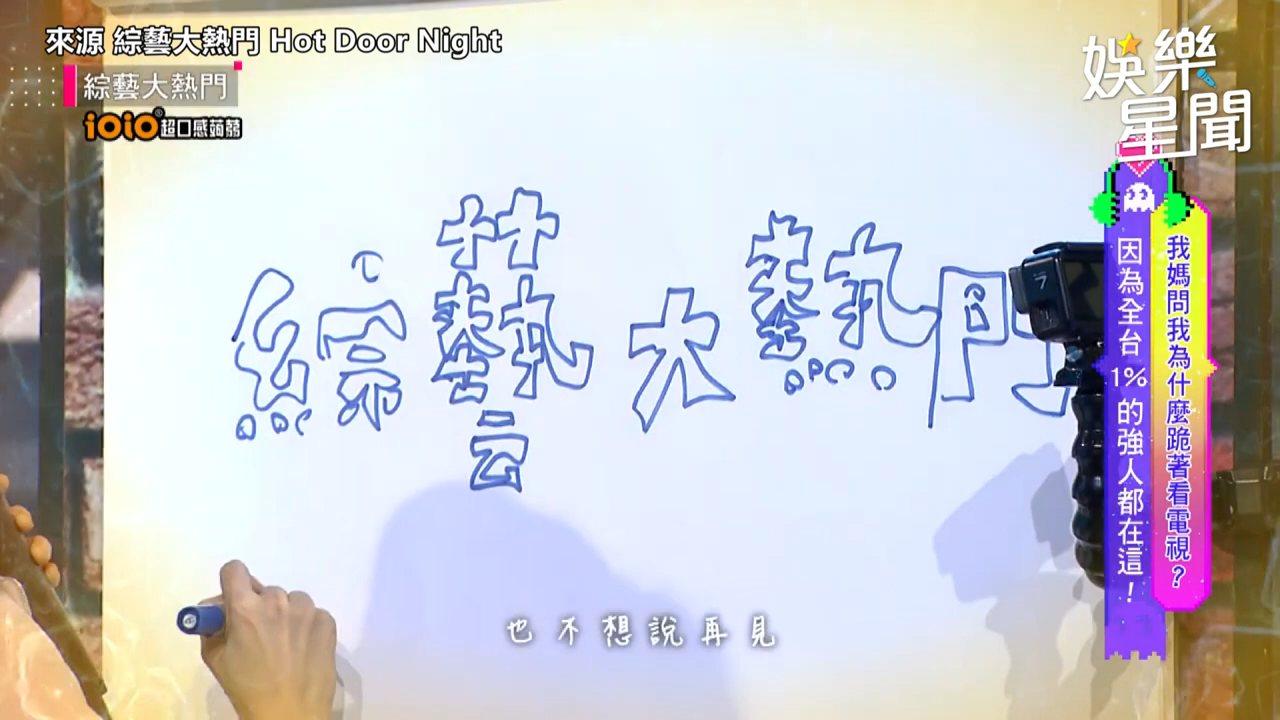 來源 綜藝大熱門 Hot Door Night
綜藝大熱門
ioio®超口感蒟蒻
娛樂
星聞
我媽問我為什麼跪著看電視？
因為全台1%的強人都在這！
綜藝大熱門
7
也不想說再見